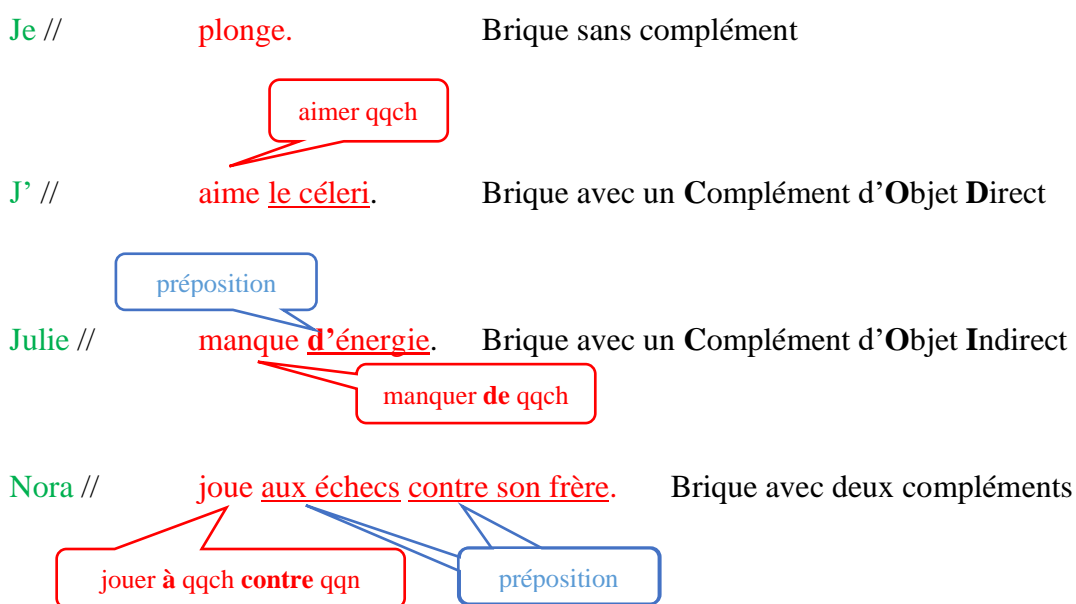 Je // plonge. Brique sans complément
aimer qqch
J’ // aime le céleri. Brique avec un Complément d’Objet Direct
préposition
Julie // manque d’énergie. Brique avec un Complément d’Objet Indirect
manquer de qqch
Nora // joue aux échecs contre son frère. Brique avec deux compléments
jouer à qqch contre qqn préposition